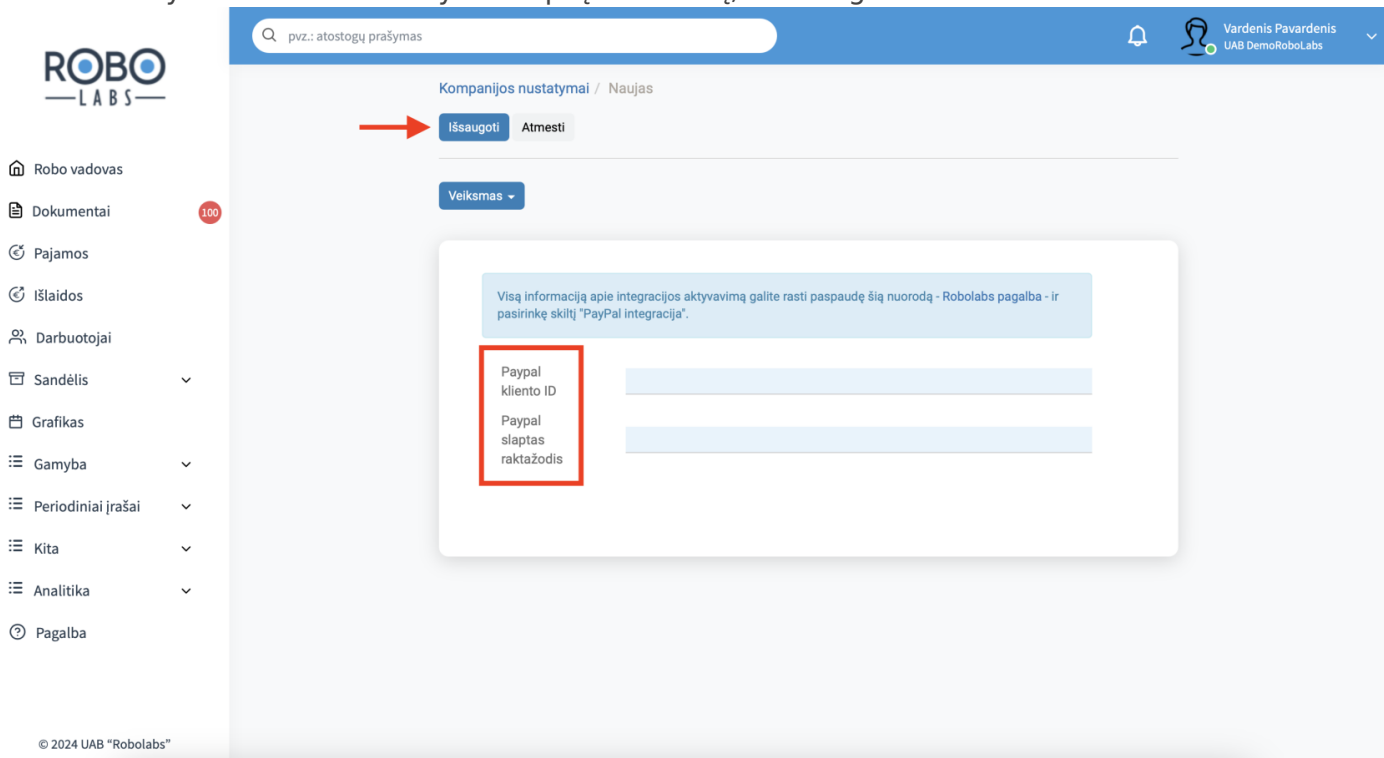 pvz.: atostogų prašymas
Vardenis Pavardenis
UAB DemoRoboLabs
ROBO
LABS
Kompanijos nustatymai / Naujas
Išsaugoti Atmesti
Robo vadovas
Veiksmas
Dokumentai 100
Pajamos
Visą informaciją apie integracijos aktyvavimą galite rasti paspaudę šią nuorodą - Robolabs pagalba - ir
pasirinkę skiltį "PayPal integracija".
Išlaidos
Darbuotojai
Paypal
kliento ID
Sandėlis
Paypal
slaptas
raktažodis
Grafikas
Gamyba
Periodiniai įrašai
Kita
Analitika
Pagalba
© 2024 UAB “Robolabs”